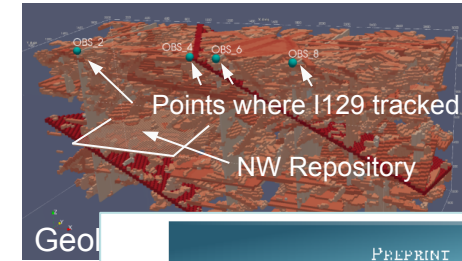 OBS_2
OBS_4
OBS_6
OBS_8
Points where I129 tracked
NW Repository
Geol
PREPRINT